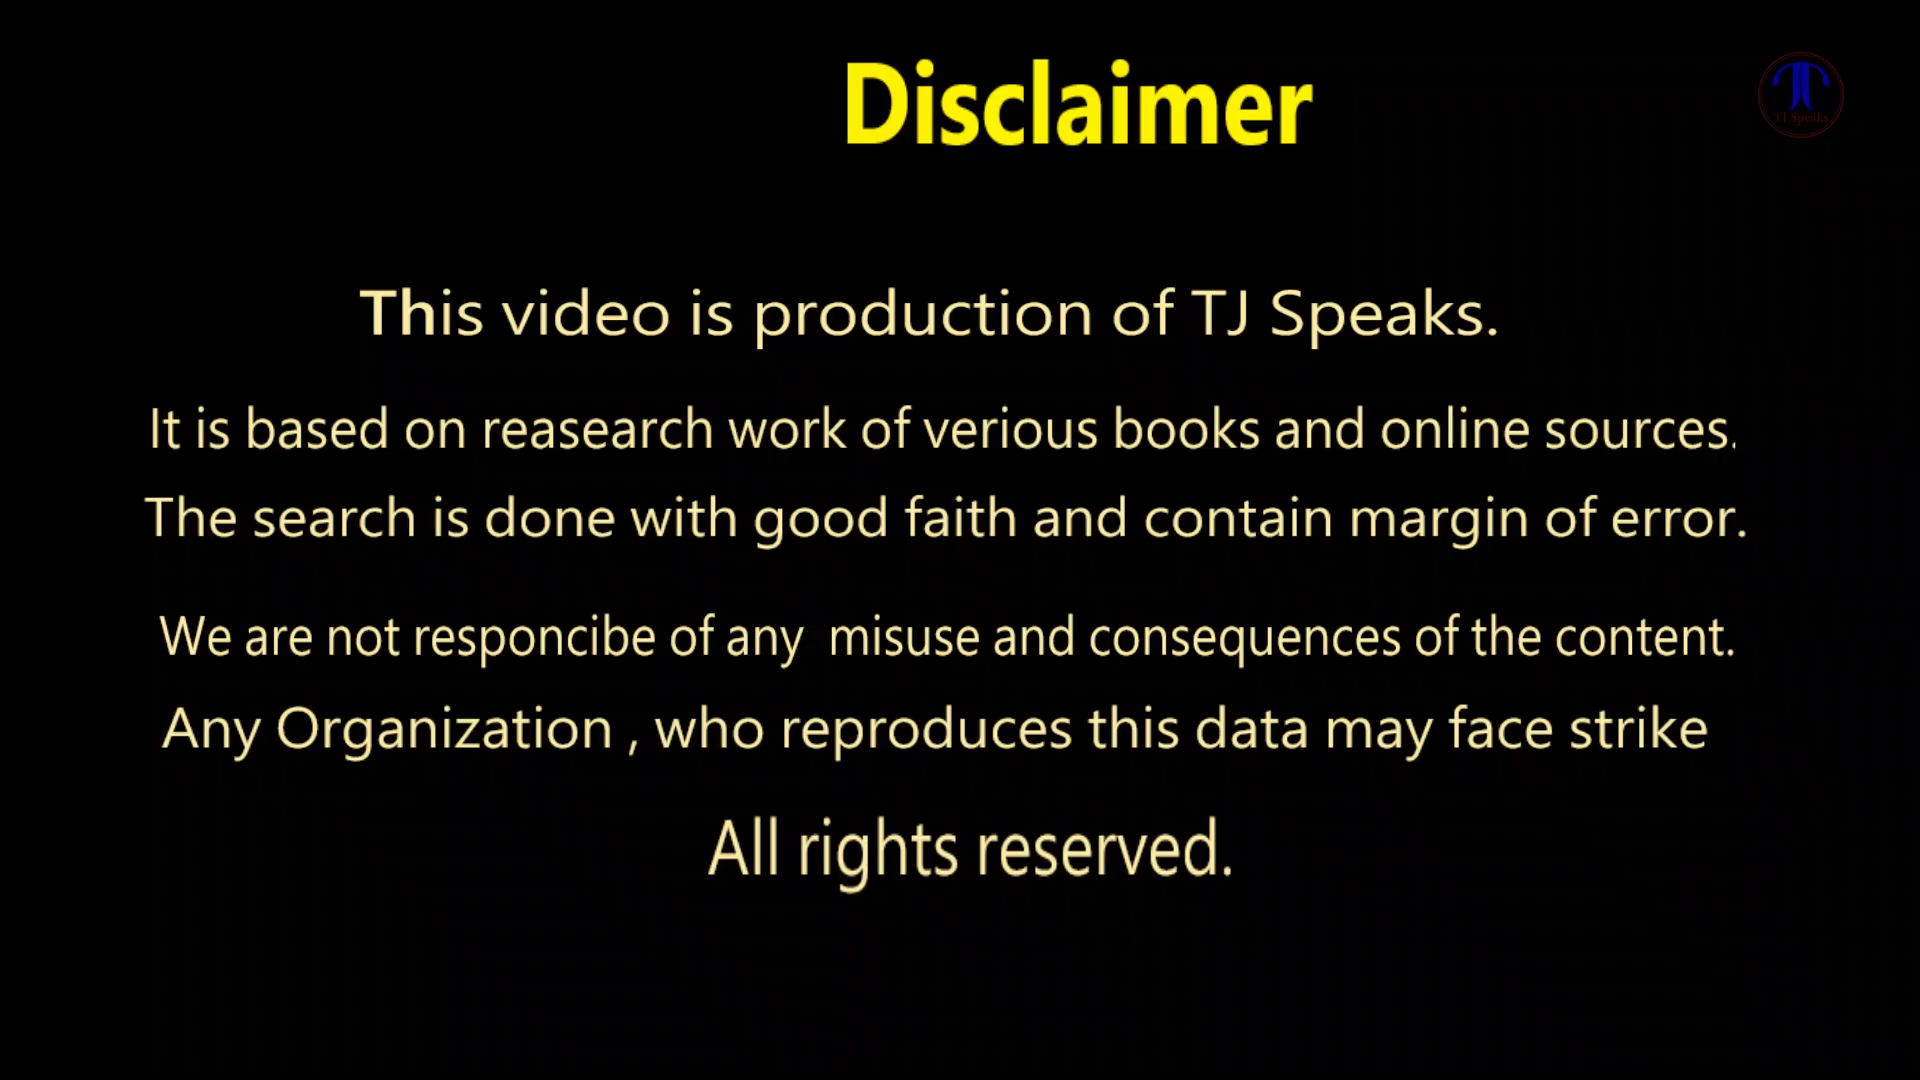 Disclaimer
TJ Speaks
This video is production of TJ Speaks.
It is based on reasearch work of verious books and online sources.
The search is done with good faith and contain margin of error.
We are not responcibe of any  misuse and consequences of the content.
Any Organization , who reproduces this data may face strike
All rights reserved.